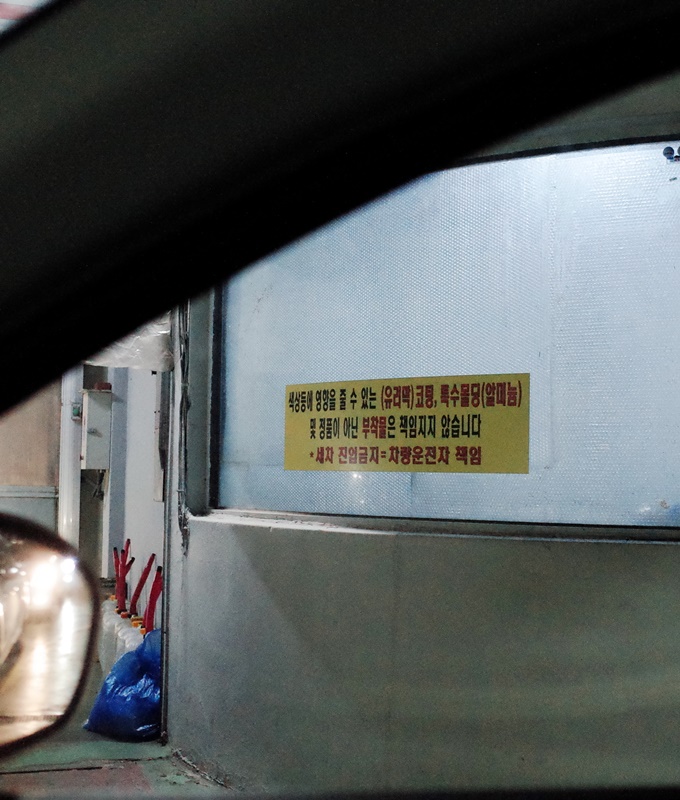 색상등에 영향을 줄 수 있는 (유리막)코팅, 특수몰딩(알미늄)
및 정품이 아닌 부착물은 책임지지 않습니다
*세차 진입금지=차량운전자 책임